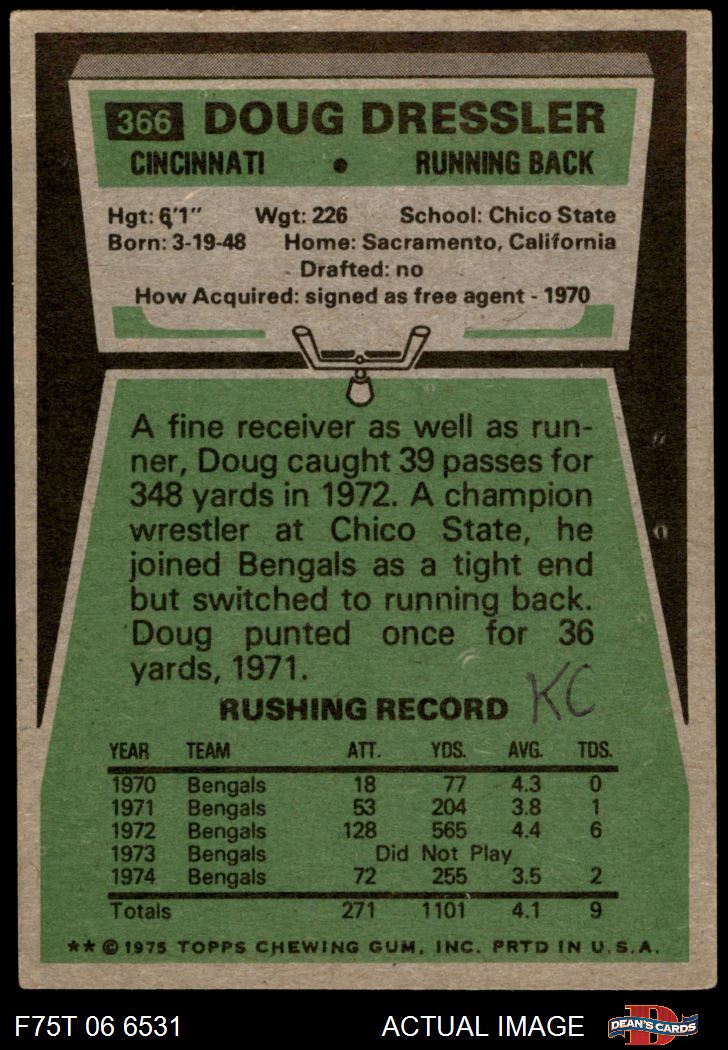 366 DOUG DRESSLER
CINCINNATI • RUNNING BACK
Hgt: 6'1" Wgt: 226 School: Chico State
Born: 3-19-48 Home: Sacramento, California
Drafted: no
How Acquired: signed as free agent - 1970
A fine receiver as well as run-
ner, Doug caught 39 passes for
348 yards in 1972. A champion
wrestler at Chico State, he
joined Bengals as a tight end
but switched to running back.
Doug punted once for 36
yards, 1971.
KC
RUSHING RECORD
YEAR TEAM ATT. YDS. AVG. TDS.
1970 Bengals 18 77 4.3 0
1971 Bengals 53 204 3.8 1
1972 Bengals 128 565 4.4 6
1973 Bengals Did Not Play
1974 Bengals 72 255 3.5 2
Totals 271 1101 4.1 9
** © 1975 TOPPS CHEWING GUM, INC. PRTD IN U.S.A.
F75T 06 6531 ACTUAL IMAGE D DEAN'S CARDS